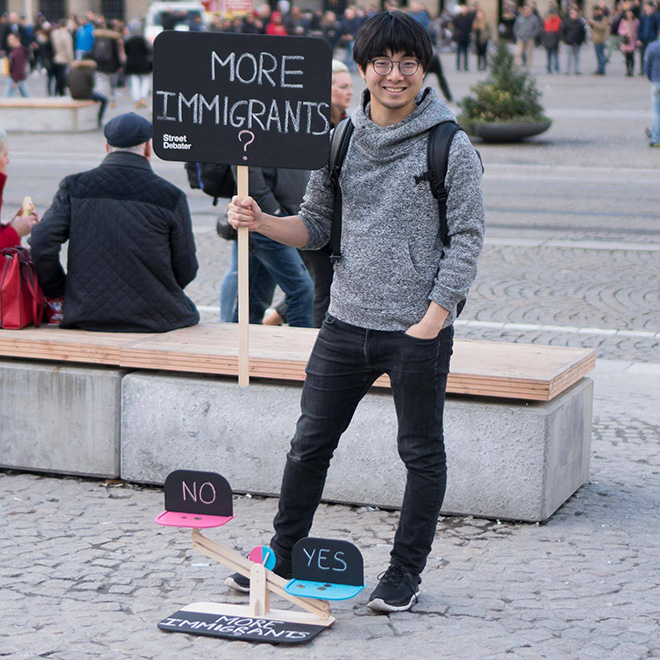 MORE
IMMIGRANTS
?
Street
Debater
NO
YES
MORE
IMMIGRANTS